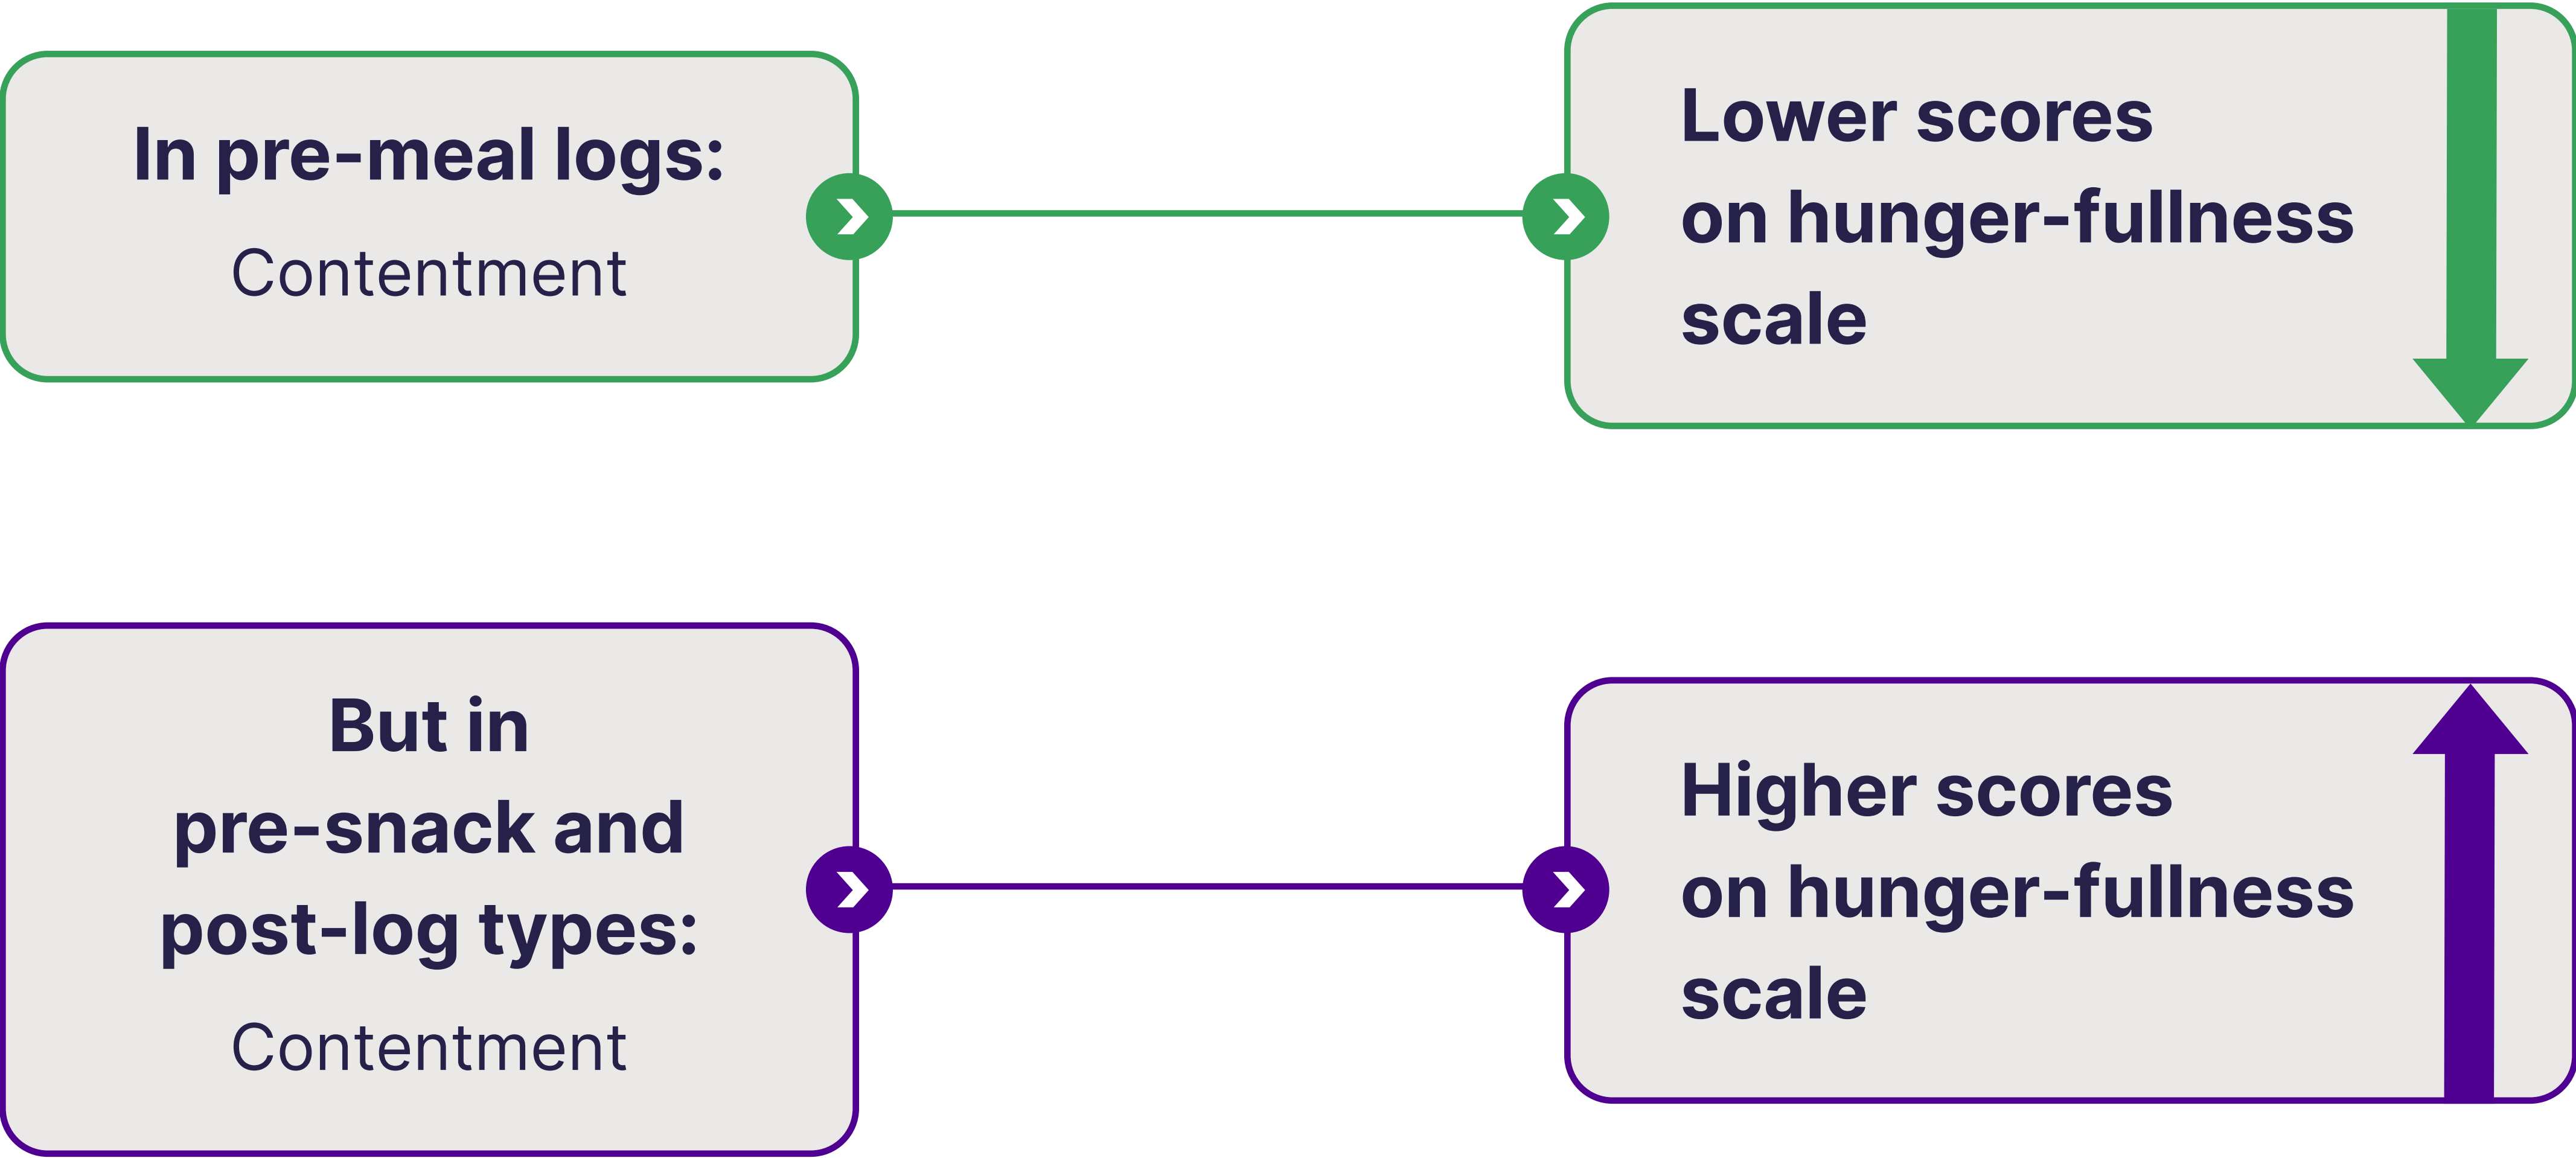 In pre-meal logs:
Contentment
Lower scores
on hunger-fullness
scale
But in
pre-snack and
post-log types:
Contentment
Higher scores
on hunger-fullness
scale